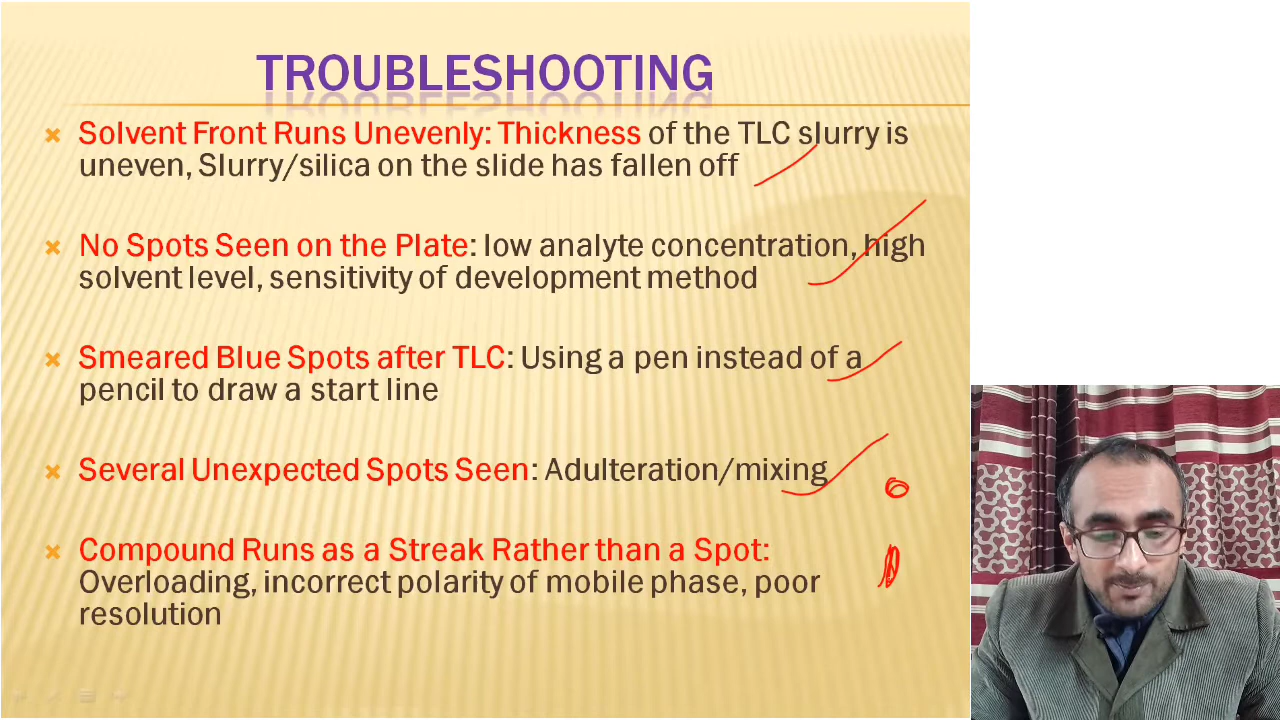 TROUBLESHOOTING
Solvent Front Runs Unevenly: Thickness of the TLC slurry is
uneven, Slurry/silica on the slide has fallen off
No Spots Seen on the Plate: low analyte concentration, high
solvent level, sensitivity of development method
Smeared Blue Spots after TLC: Using a pen instead of a
pencil to draw a start line
Several Unexpected Spots Seen: Adulteration/mixing
Compound Runs as a Streak Rather than a Spot:
Overloading, incorrect polarity of mobile phase, poor
resolution